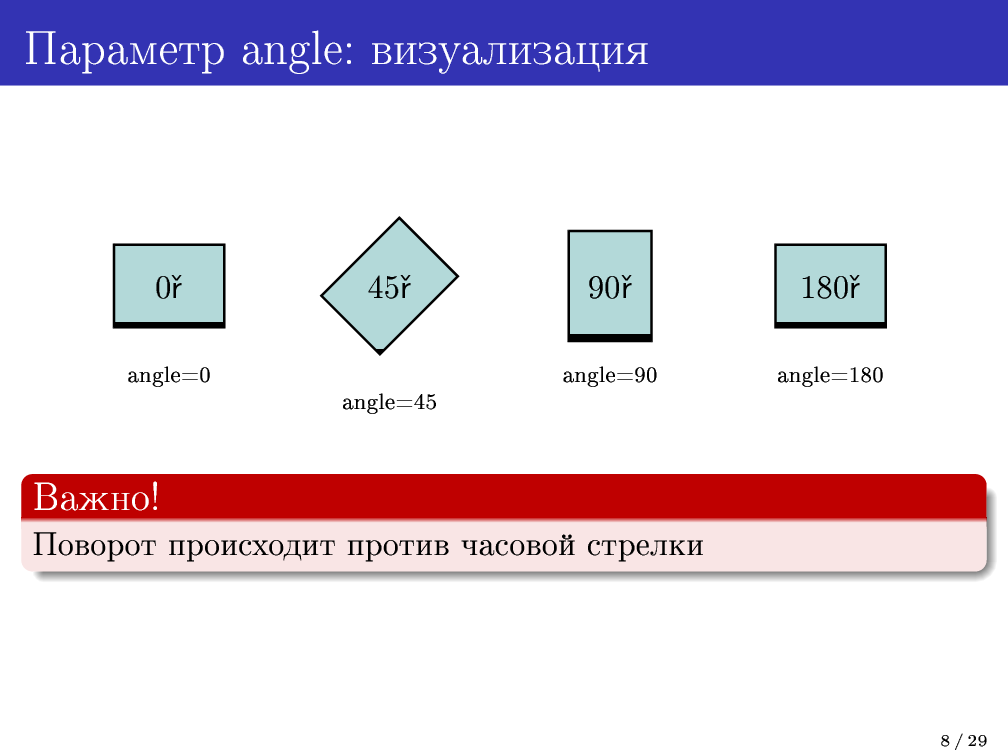 Параметр angle: визуализация
0ř
45ř
90ř
180ř
angle=0
angle=45
angle=90
angle=180
Важно!
Поворот происходит против часовой стрелки
8 / 29